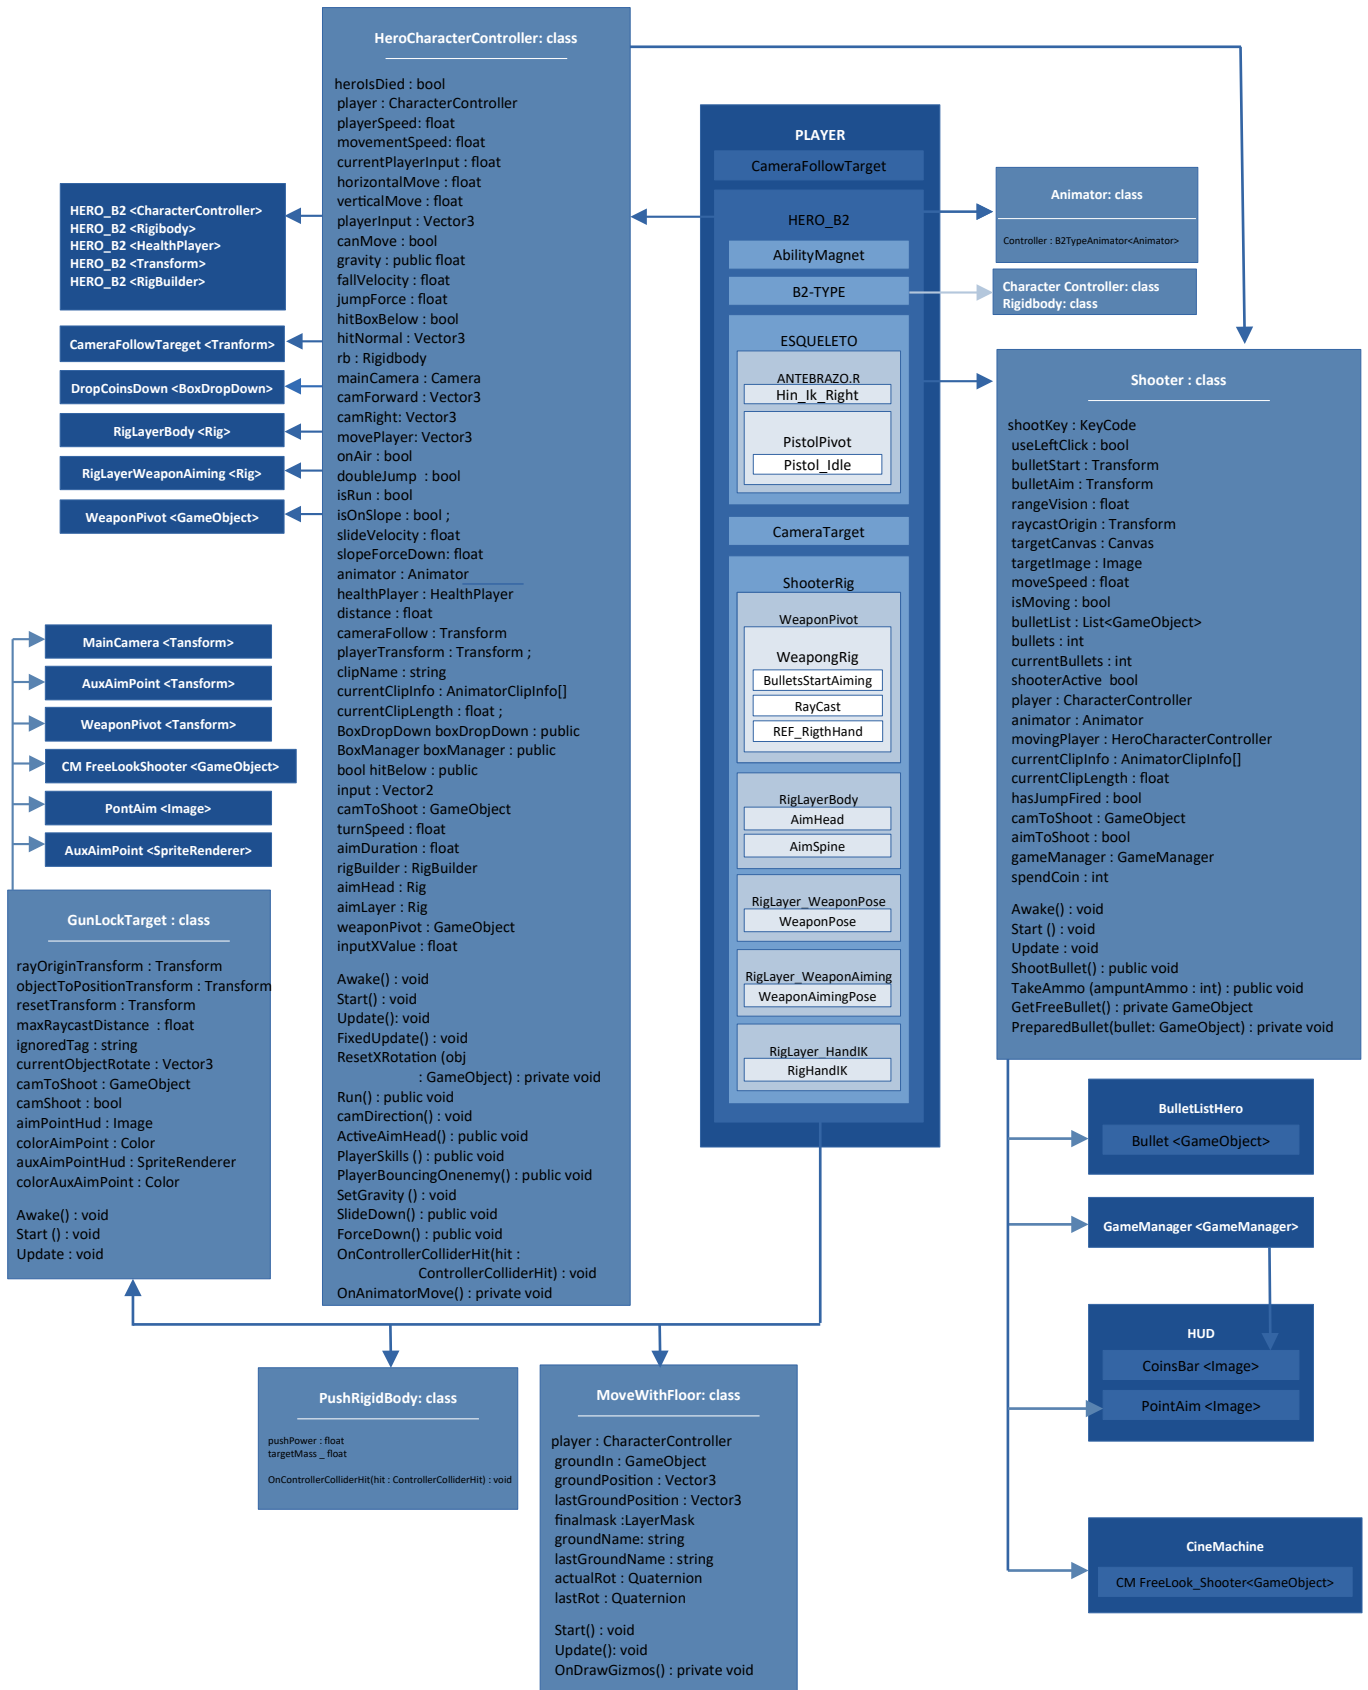 HeroCharacterController: class
heroIsDied : bool
player : CharacterController
playerSpeed: float
movementSpeed: float
currentPlayerInput : float
horizontalMove : float
verticalMove : float
playerInput : Vector3
canMove : bool
gravity : public float
fallVelocity : float
jumpForce : float
hitBoxBelow : bool
hitNormal : Vector3
rb : Rigidbody
mainCamera : Camera
camForward : Vector3
camRight: Vector3
movePlayer: Vector3
onAir : bool
doubleJump : bool
isRun : bool
isOnSlope : bool ;
slideVelocity : float
slopeForceDown: float
animator : Animator
healthPlayer : HealthPlayer
distance : float
cameraFollow : Transform
playerTransform : Transform ;
clipName : string
currentClipInfo : AnimatorClipInfo[]
currentClipLength : float ;
BoxDropDown boxDropDown : public
BoxManager boxManager : public
bool hitBelow : public
input : Vector2
camToShoot : GameObject
turnSpeed : float
aimDuration : float
rigBuilder : RigBuilder
aimHead : Rig
aimLayer : Rig
weaponPivot : GameObject
inputXValue : float
Awake() : void
Start() : void
Update(): void
FixedUpdate() : void
ResetXRotation (obj
: GameObject) : private void
Run() : public void
camDirection() : void
ActiveAimHead() : public void
PlayerSkills () : public void
PlayerBouncingOnenemy() : public void
SetGravity () : void
SlideDown() : public void
ForceDown() : public void
OnControllerColliderHit(hit :
ControllerColliderHit) : void
OnAnimatorMove() : private void
HERO_B2 <CharacterController>
HERO_B2 <Rigibody>
HERO_B2 <HealthPlayer>
HERO_B2 <Transform>
HERO_B2 <RigBuilder>
CameraFollowTareget <Tranform>
DropCoinsDown <BoxDropDown>
RigLayerBody <Rig>
RigLayerWeaponAiming <Rig>
WeaponPivot <GameObject>
MainCamera <Tansform>
AuxAimPoint <Tansform>
WeaponPivot <Tansform>
CM FreeLookShooter <GameObject>
PontAim <Image>
AuxAimPoint <SpriteRenderer>
GunLockTarget : class
rayOriginTransform : Transform
objectToPositionTransform : Transform
resetTransform : Transform
maxRaycastDistance : float
ignoredTag : string
currentObjectRotate : Vector3
camToShoot : GameObject
camShoot : bool
aimPointHud : Image
colorAimPoint : Color
auxAimPointHud : SpriteRenderer
colorAuxAimPoint : Color
Awake() : void
Start () : void
Update : void
PLAYER
CameraFollowTarget
HERO_B2
AbilityMagnet
B2-TYPE
ESQUELETO
ANTEBRAZO.R
Hin_Ik_Right
PistolPivot
Pistol_Idle
CameraTarget
ShooterRig
WeaponPivot
WeapongRig
BulletsStartAiming
RayCast
REF_RigthHand
RigLayerBody
AimHead
AimSpine
RigLayer_WeaponPose
WeaponPose
RigLayer_WeaponAiming
WeaponAimingPose
RigLayer_HandIK
RigHandIK
Animator: class
Controller : B2TypeAnimator<Animator>
Character Controller: class
Rigidbody: class
Shooter : class
shootKey : KeyCode
useLeftClick : bool
bulletStart : Transform
bulletAim : Transform
rangeVision : float
raycastOrigin : Transform
targetCanvas : Canvas
targetImage : Image
moveSpeed : float
isMoving : bool
bulletList : List<GameObject>
bullets : int
currentBullets : int
shooterActive bool
player : CharacterController
animator : Animator
movingPlayer : HeroCharacterController
currentClipInfo : AnimatorClipInfo[]
currentClipLength : float
hasJumpFired : bool
camToShoot : GameObject
aimToShoot : bool
gameManager : GameManager
spendCoin : int
Awake() : void
Start () : void
Update : void
ShootBullet() : public void
TakeAmmo (ampuntAmmo : int) : public void
GetFreeBullet() : private GameObject
PreparedBullet(bullet: GameObject) : private void
BulletListHero
Bullet <GameObject>
GameManager <GameManager>
HUD
CoinsBar <Image>
PointAim <Image>
CineMachine
CM FreeLook_Shooter<GameObject>
PushRigidBody: class
pushPower : float
targetMass _ float
OnControllerColliderHit(hit : ControllerColliderHit) : void
MoveWithFloor: class
player : CharacterController
groundIn : GameObject
groundPosition : Vector3
lastGroundPosition : Vector3
finalmask :LayerMask
groundName: string
lastGroundName : string
actualRot : Quaternion
lastRot : Quaternion
Start() : void
Update(): void
OnDrawGizmos() : private void